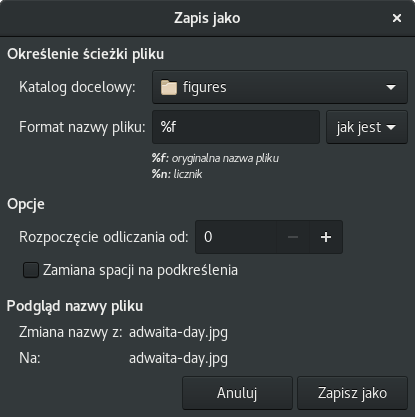 Zapis jako
Określenie ścieżki pliku
Katalog docelowy: figures
Format nazwy pliku: %f jak jest
%f: oryginalna nazwa pliku
%n: licznik
Opcje
Rozpoczęcie odliczania od: 0 − +
Zamiana spacji na podkreślenia
Podgląd nazwy pliku
Zmiana nazwy z: adwaita-day.jpg
Na: adwaita-day.jpg
Anuluj Zapisz jako